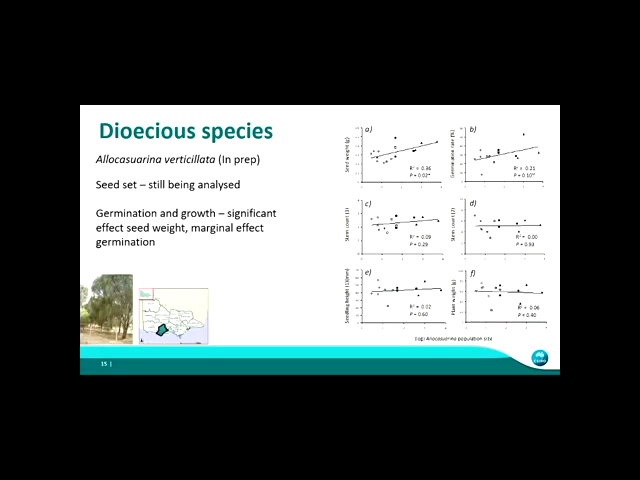 Dioecious species
Allocasuarina verticillata (In prep)
Seed set – still being analysed
Germination and growth – significant
effect seed weight, marginal effect
germination
a)
Seed weight (g)
R² = 0.36
P = 0.02*
b)
Germination rate (%)
R² = 0.21
P = 0.10
c)
Stem count (1)
R² = 0.09
P = 0.29
d)
Stem count (2)
R² = 0.00
P = 0.93
e)
Seedling height (1)(mm)
R² = 0.02
P = 0.60
f)
Plant weight (g)
R² = 0.06
P = 0.40
Log Allocasuarina population size
15 |
CSIRO